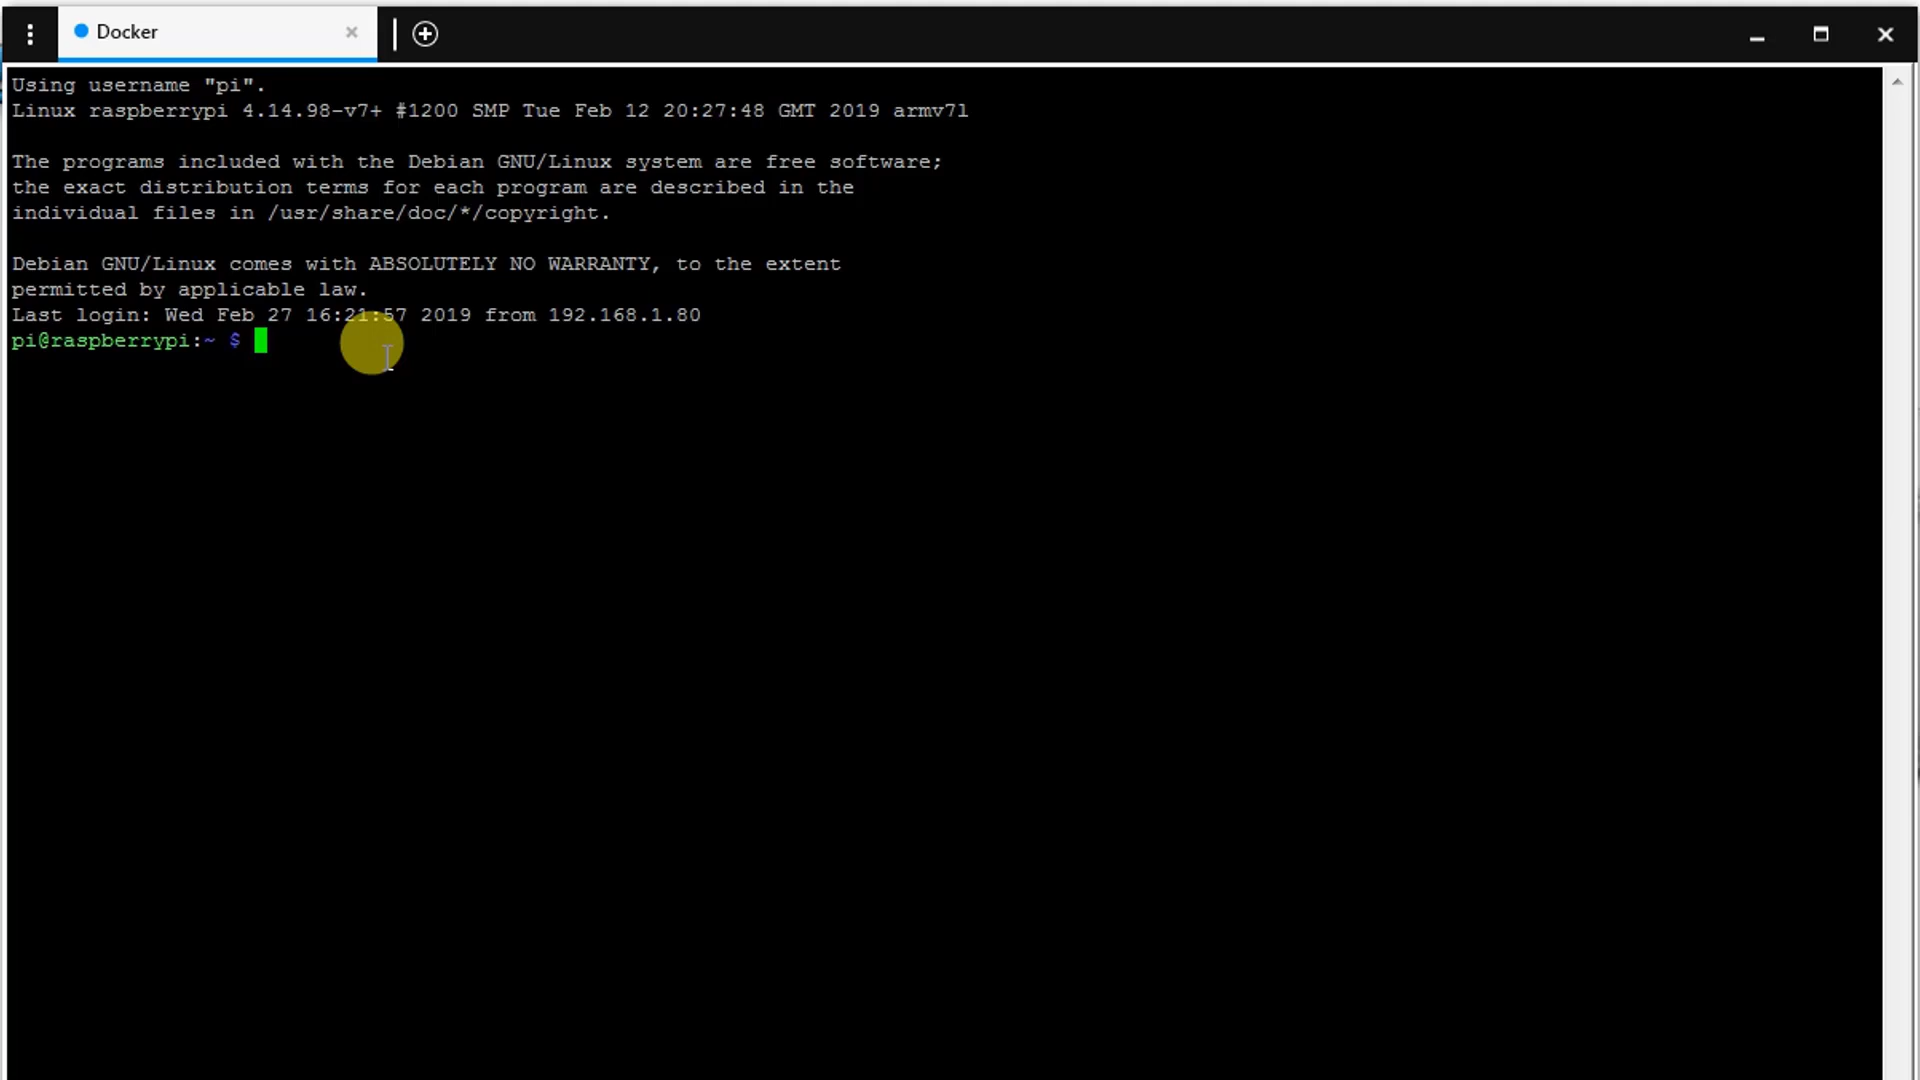 Docker
Using username "pi".
Linux raspberrypi 4.14.98-v7+ #1200 SMP Tue Feb 12 20:27:48 GMT 2019 armv7l
The programs included with the Debian GNU/Linux system are free software;
the exact distribution terms for each program are described in the
individual files in /usr/share/doc/*/copyright.
Debian GNU/Linux comes with ABSOLUTELY NO WARRANTY, to the extent
permitted by applicable law.
Last login: Wed Feb 27 16:21:57 2019 from 192.168.1.80
pi@raspberrypi:~ $